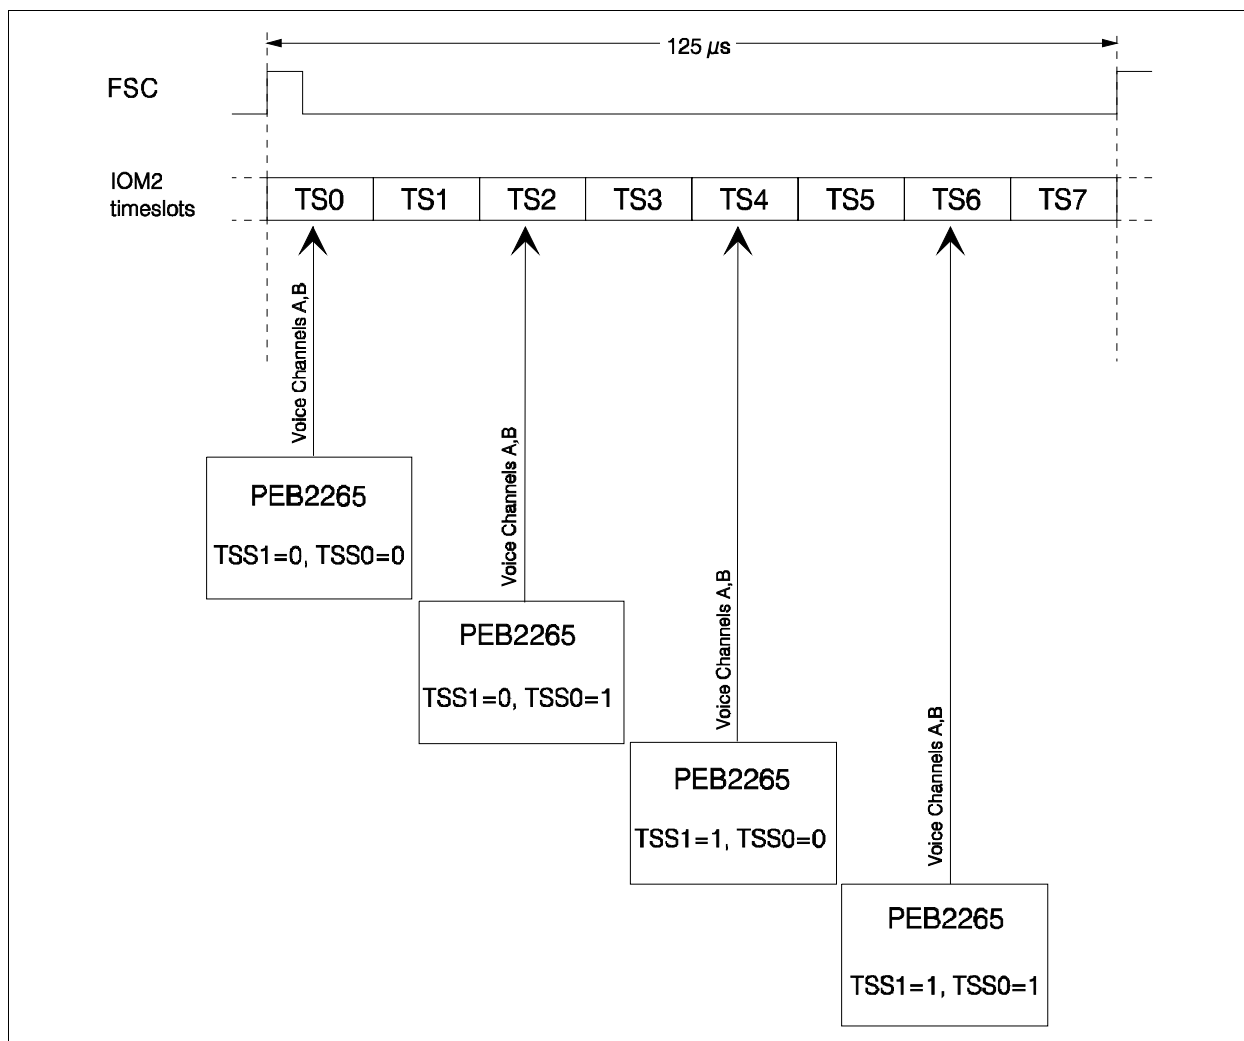 125 µs
FSC
IOM2
timeslots
TS0 TS1 TS2 TS3 TS4 TS5 TS6 TS7
Voice Channels A,B
Voice Channels A,B
Voice Channels A,B
Voice Channels A,B
PEB2265
TSS1=0, TSS0=0
PEB2265
TSS1=0, TSS0=1
PEB2265
TSS1=1, TSS0=0
PEB2265
TSS1=1, TSS0=1